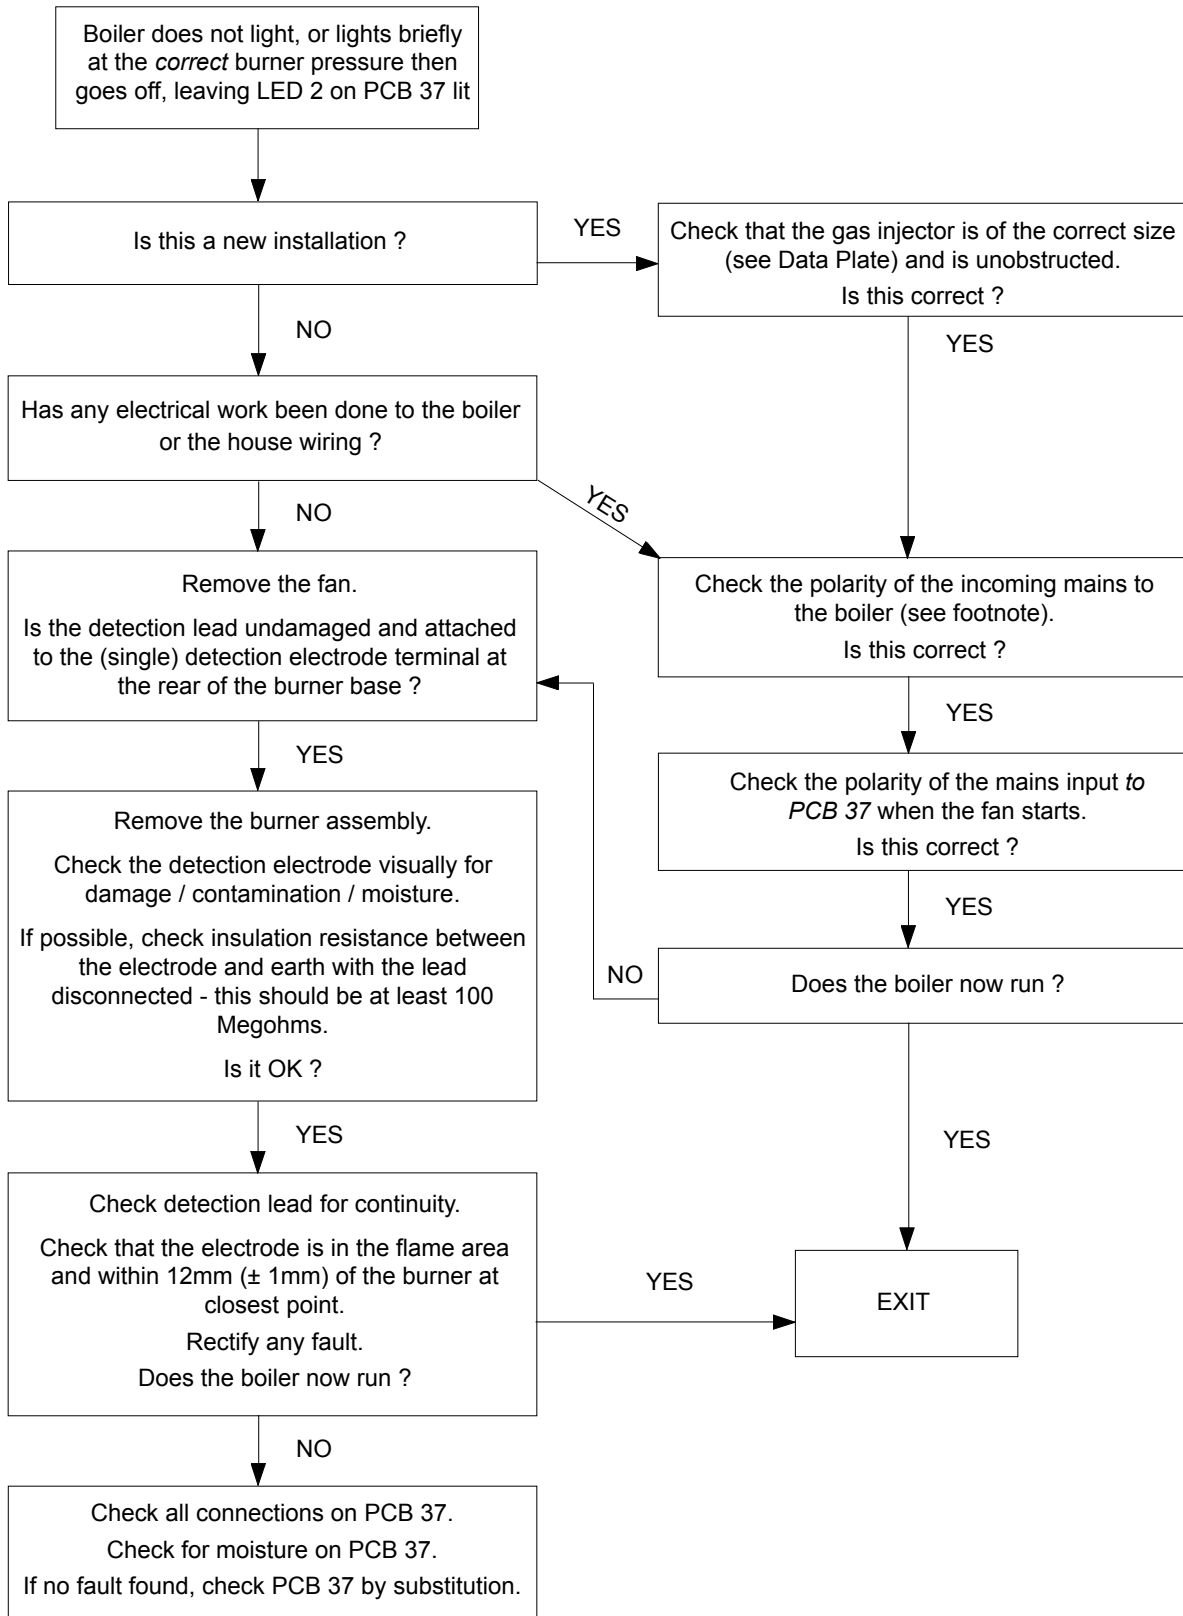 Boiler does not light, or lights briefly
at the correct burner pressure then
goes off, leaving LED 2 on PCB 37 lit
Is this a new installation ?
YES
Check that the gas injector is of the correct size
(see Data Plate) and is unobstructed.
Is this correct ?
NO
YES
Has any electrical work been done to the boiler
or the house wiring ?
YES
NO
Remove the fan.
Is the detection lead undamaged and attached
to the (single) detection electrode terminal at
the rear of the burner base ?
Check the polarity of the incoming mains to
the boiler (see footnote).
Is this correct ?
YES
YES
Check the polarity of the mains input to
PCB 37 when the fan starts.
Is this correct ?
Remove the burner assembly.
Check the detection electrode visually for
damage / contamination / moisture.
If possible, check insulation resistance between
the electrode and earth with the lead
disconnected - this should be at least 100
Megohms.
Is it OK ?
YES
NO
Does the boiler now run ?
YES
YES
Check detection lead for continuity.
Check that the electrode is in the flame area
and within 12mm (± 1mm) of the burner at
closest point.
Rectify any fault.
Does the boiler now run ?
YES
EXIT
NO
Check all connections on PCB 37.
Check for moisture on PCB 37.
If no fault found, check PCB 37 by substitution.